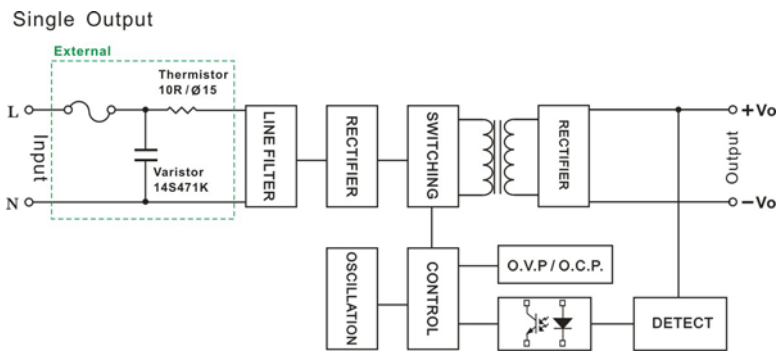 Single Output
External
Thermistor
10R/Ø15
L
Input
Varistor
14S471K
N
LINE FILTER
RECTIFIER
SWITCHING
RECTIFIER
+Vo
Output
−Vo
OSCILLATION
CONTROL
O.V.P/O.C.P.
DETECT